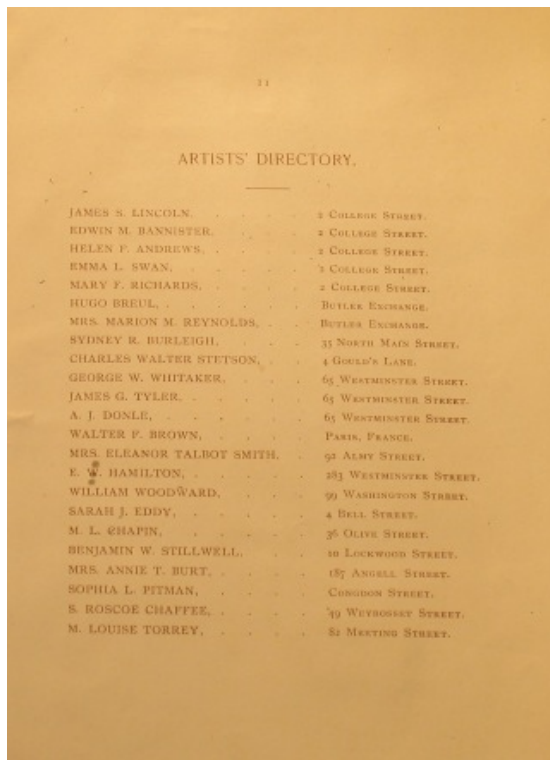 11
ARTISTS' DIRECTORY.
JAMES S. LINCOLN, . . . . 2 COLLEGE STREET.
EDWIN M. BANNISTER, . . . . 2 COLLEGE STREET.
HELEN F. ANDREWS, . . . . 2 COLLEGE STREET.
EMMA L. SWAN, . . . . . 2 COLLEGE STREET.
MARY F. RICHARDS, . . . . 2 COLLEGE STREET.
HUGO BREUL, . . . . . BUTLER EXCHANGE.
MRS. MARION M. REYNOLDS, . . BUTLER EXCHANGE.
SYDNEY R. BURLEIGH, . . . 35 NORTH MAIN STREET.
CHARLES WALTER STETSON, . . 4 GOULD'S LANE.
GEORGE W. WHITAKER, . . . 65 WESTMINSTER STREET.
JAMES G. TYLER, . . . . 65 WESTMINSTER STREET.
A. J. DONLE, . . . . . 65 WESTMINSTER STREET.
WALTER F. BROWN, . . . . PARIS, FRANCE.
MRS. ELEANOR TALBOT SMITH, . 92 ALMY STREET.
E. W. HAMILTON, . . . . 283 WESTMINSTER STREET.
WILLIAM WOODWARD, . . . . 99 WASHINGTON STREET.
SARAH J. EDDY, . . . . 4 BELL STREET.
M. L. CHAPIN, . . . . . 36 OLIVE STREET.
BENJAMIN W. STILLWELL, . . . 10 LOCKWOOD STREET.
MRS. ANNIE T. BURT, . . . . 187 ANGELL STREET.
SOPHIA L. PITMAN, . . . . CONGDON STREET.
S. ROSCOE CHAFFEE, . . . . 49 WEYBOSSET STREET.
M. LOUISE TORREY, . . . . 82 MEETING STREET.